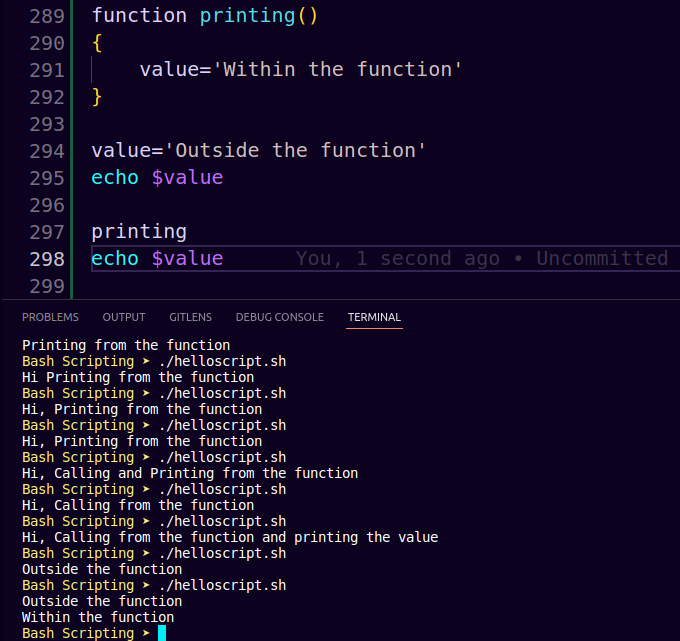 289 function printing()
290 {
291     value='Within the function'
292 }
293
294 value='Outside the function'
295 echo $value
296
297 printing
298 echo $value You, 1 second ago • Uncommitted
299
PROBLEMS OUTPUT GITLENS DEBUG CONSOLE TERMINAL
Printing from the function
Bash Scripting ➤ ./helloscript.sh
Hi Printing from the function
Bash Scripting ➤ ./helloscript.sh
Hi, Printing from the function
Bash Scripting ➤ ./helloscript.sh
Hi, Printing from the function
Bash Scripting ➤ ./helloscript.sh
Hi, Calling and Printing from the function
Bash Scripting ➤ ./helloscript.sh
Hi, Calling from the function
Bash Scripting ➤ ./helloscript.sh
Hi, Calling from the function and printing the value
Bash Scripting ➤ ./helloscript.sh
Outside the function
Bash Scripting ➤ ./helloscript.sh
Outside the function
Within the function
Bash Scripting ➤